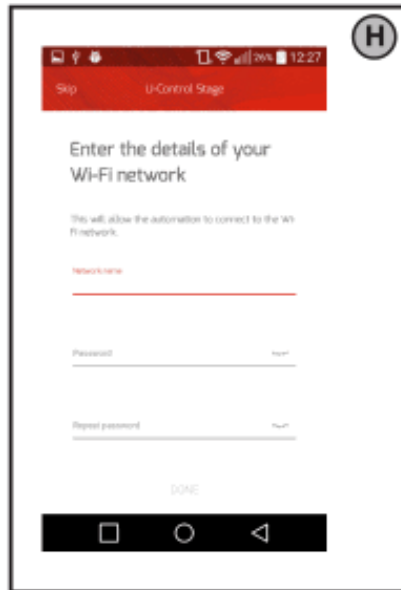 H
26% 12:27
Skip U-Control Stage
Enter the details of your
Wi-Fi network
This will allow the automation to connect to the Wi-
Fi network.
Network name
Password
Repeat password
DONE